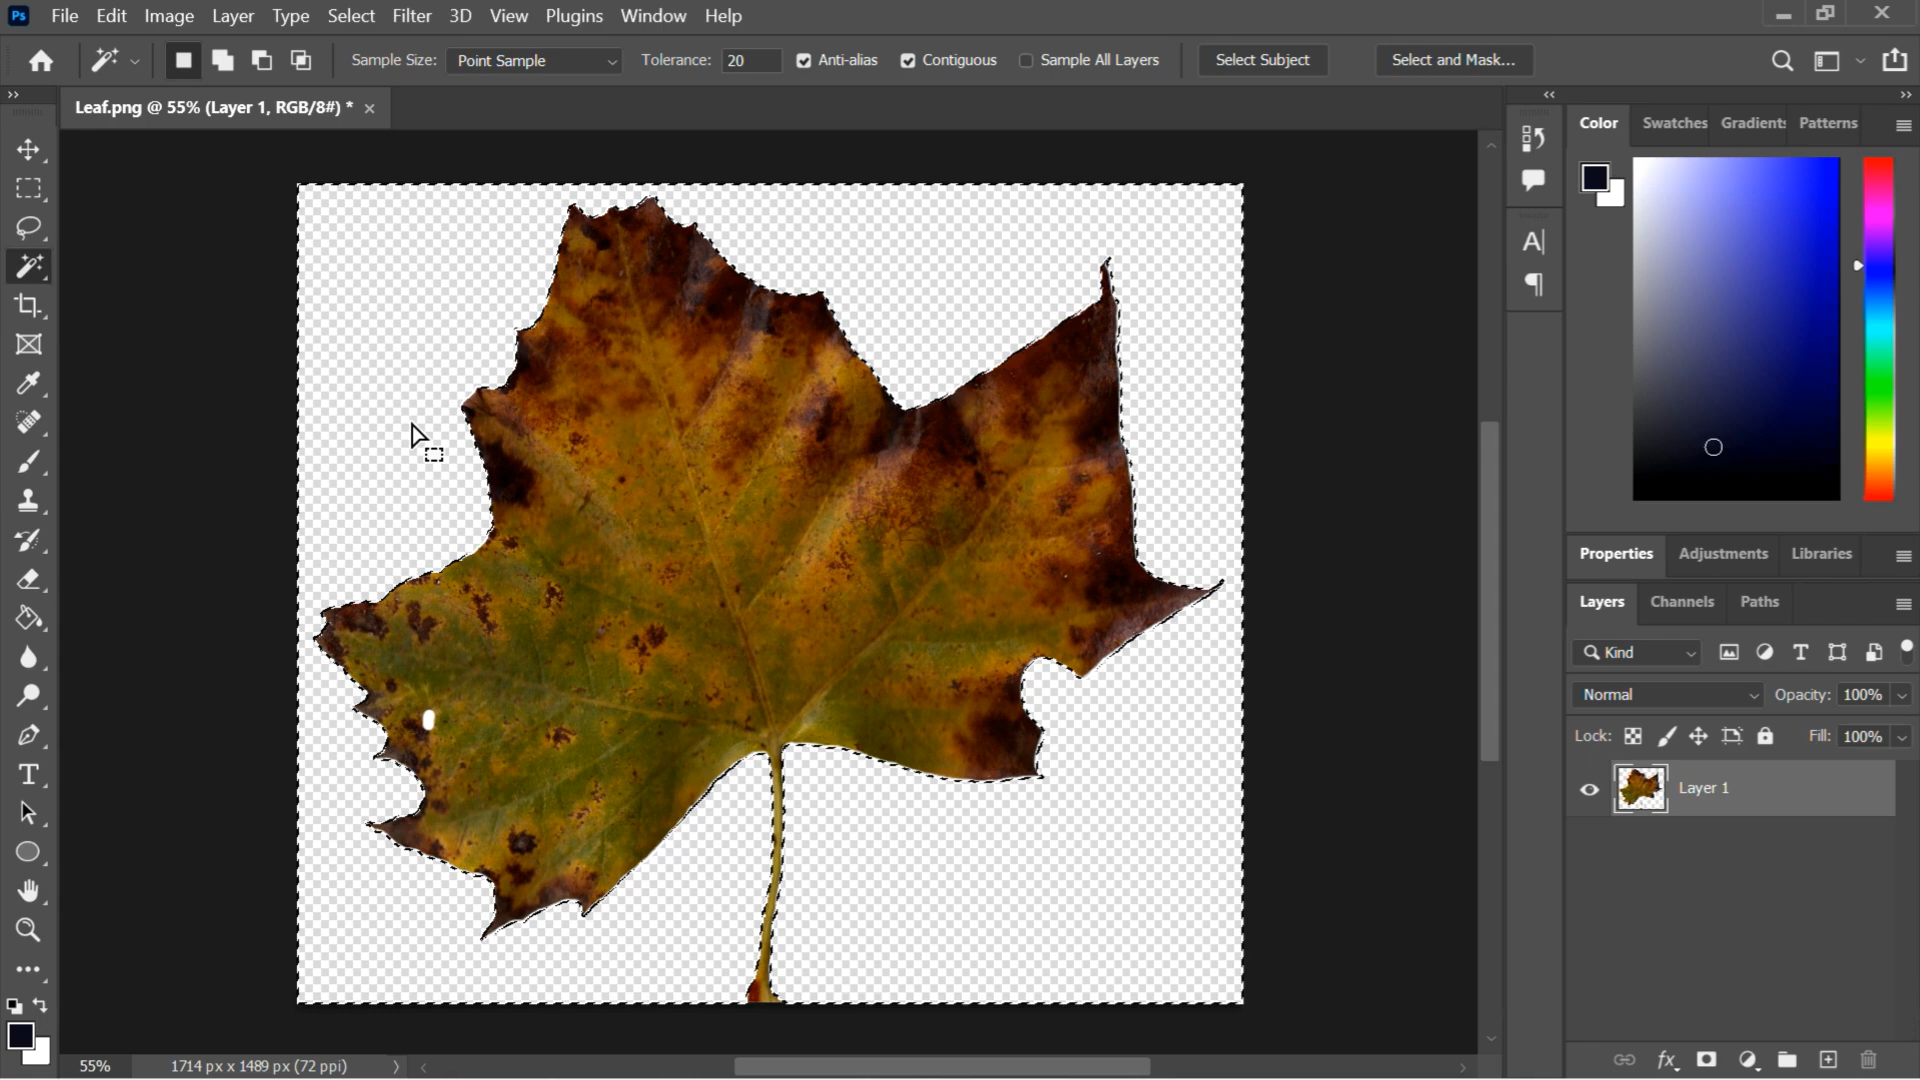 Ps File Edit Image Layer Type Select Filter 3D View Plugins Window Help
Sample Size: Point Sample Tolerance: 20 Anti-alias Contiguous Sample All Layers Select Subject Select and Mask...
Leaf.png @ 55% (Layer 1, RGB/8#) *
Color Swatches Gradients Patterns
Properties Adjustments Libraries
Layers Channels Paths
Kind
Normal Opacity: 100%
Lock: Fill: 100%
Layer 1
55% 1714 px x 1489 px (72 ppi)